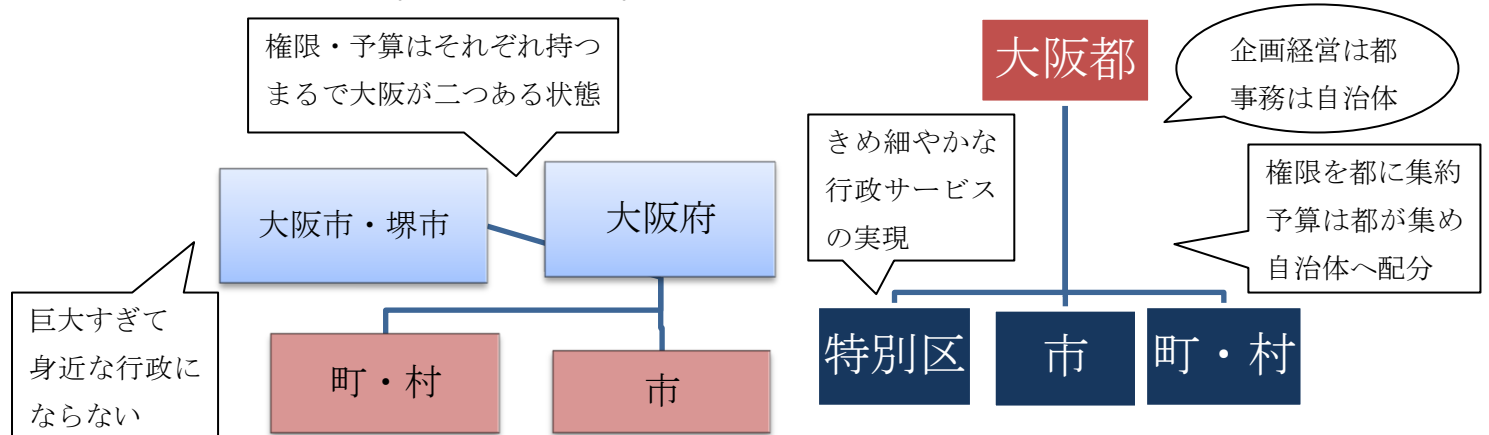 権限・予算はそれぞれ持つ
まるで大阪が二つある状態
大阪市・堺市
大阪府
巨大すぎて
身近な行政に
ならない
町・村
市
大阪都
企画経営は都
事務は自治体
きめ細やかな
行政サービス
の実現
権限を都に集約
予算は都が集め
自治体へ配分
特別区
市
町・村